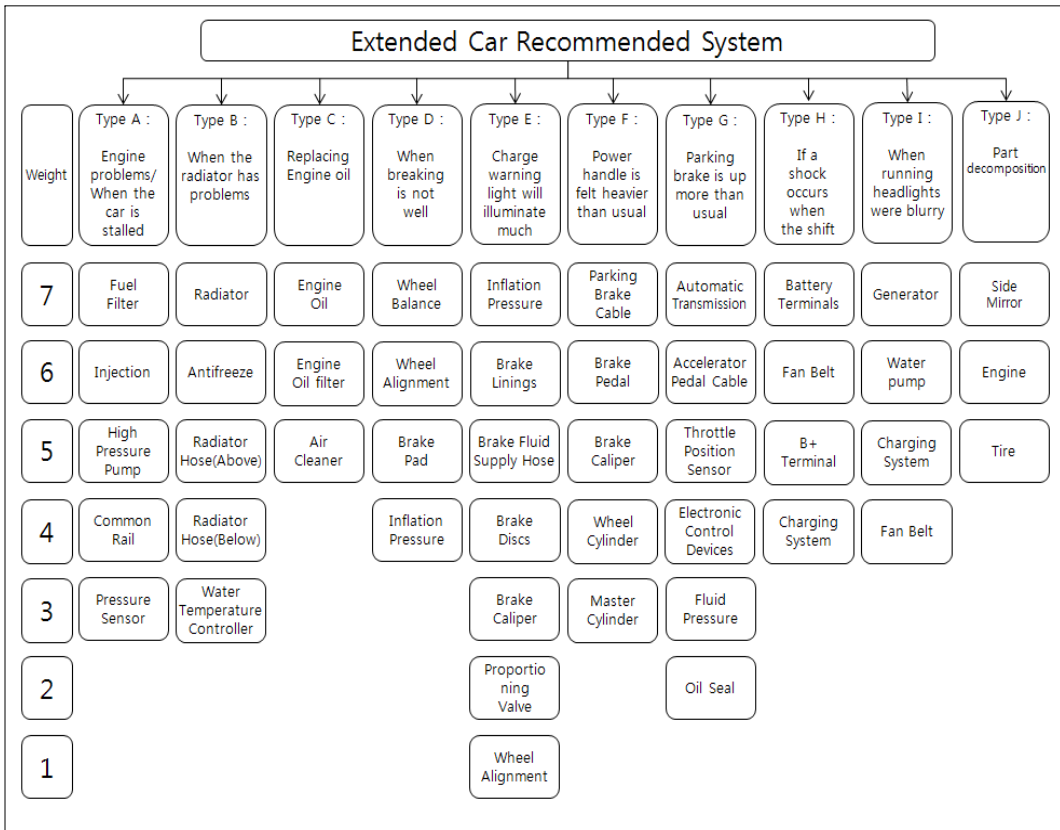 Extended Car Recommended System
Weight
Type A :
Engine
problems/
When the
car is
stalled
Type B :
When the
radiator has
problems
Type C :
Replacing
Engine oil
Type D :
When
breaking
is not
well
Type E :
Charge
warning
light will
illuminate
much
Type F :
Power
handle is
felt heavier
than usual
Type G :
Parking
brake is up
more than
usual
Type H :
If a
shock
occurs
when
the shift
Type I :
When
running
headlights
were blurry
Type J :
Part
decomposition
7
Fuel
Filter
Radiator
Engine
Oil
Wheel
Balance
Inflation
Pressure
Parking
Brake
Cable
Automatic
Transmission
Battery
Terminals
Generator
Side
Mirror
6
Injection
Antifreeze
Engine
Oil filter
Wheel
Alignment
Brake
Linings
Brake
Pedal
Accelerator
Pedal Cable
Fan Belt
Water
pump
Engine
5
High
Pressure
Pump
Radiator
Hose(Above)
Air
Cleaner
Brake
Pad
Brake Fluid
Supply Hose
Brake
Caliper
Throttle
Position
Sensor
B+
Terminal
Charging
System
Tire
4
Common
Rail
Radiator
Hose(Below)
Inflation
Pressure
Brake
Discs
Wheel
Cylinder
Electronic
Control
Devices
Charging
System
Fan Belt
3
Pressure
Sensor
Water
Temperature
Controller
Brake
Caliper
Master
Cylinder
Fluid
Pressure
2
Proportio
ning
Valve
Oil Seal
1
Wheel
Alignment